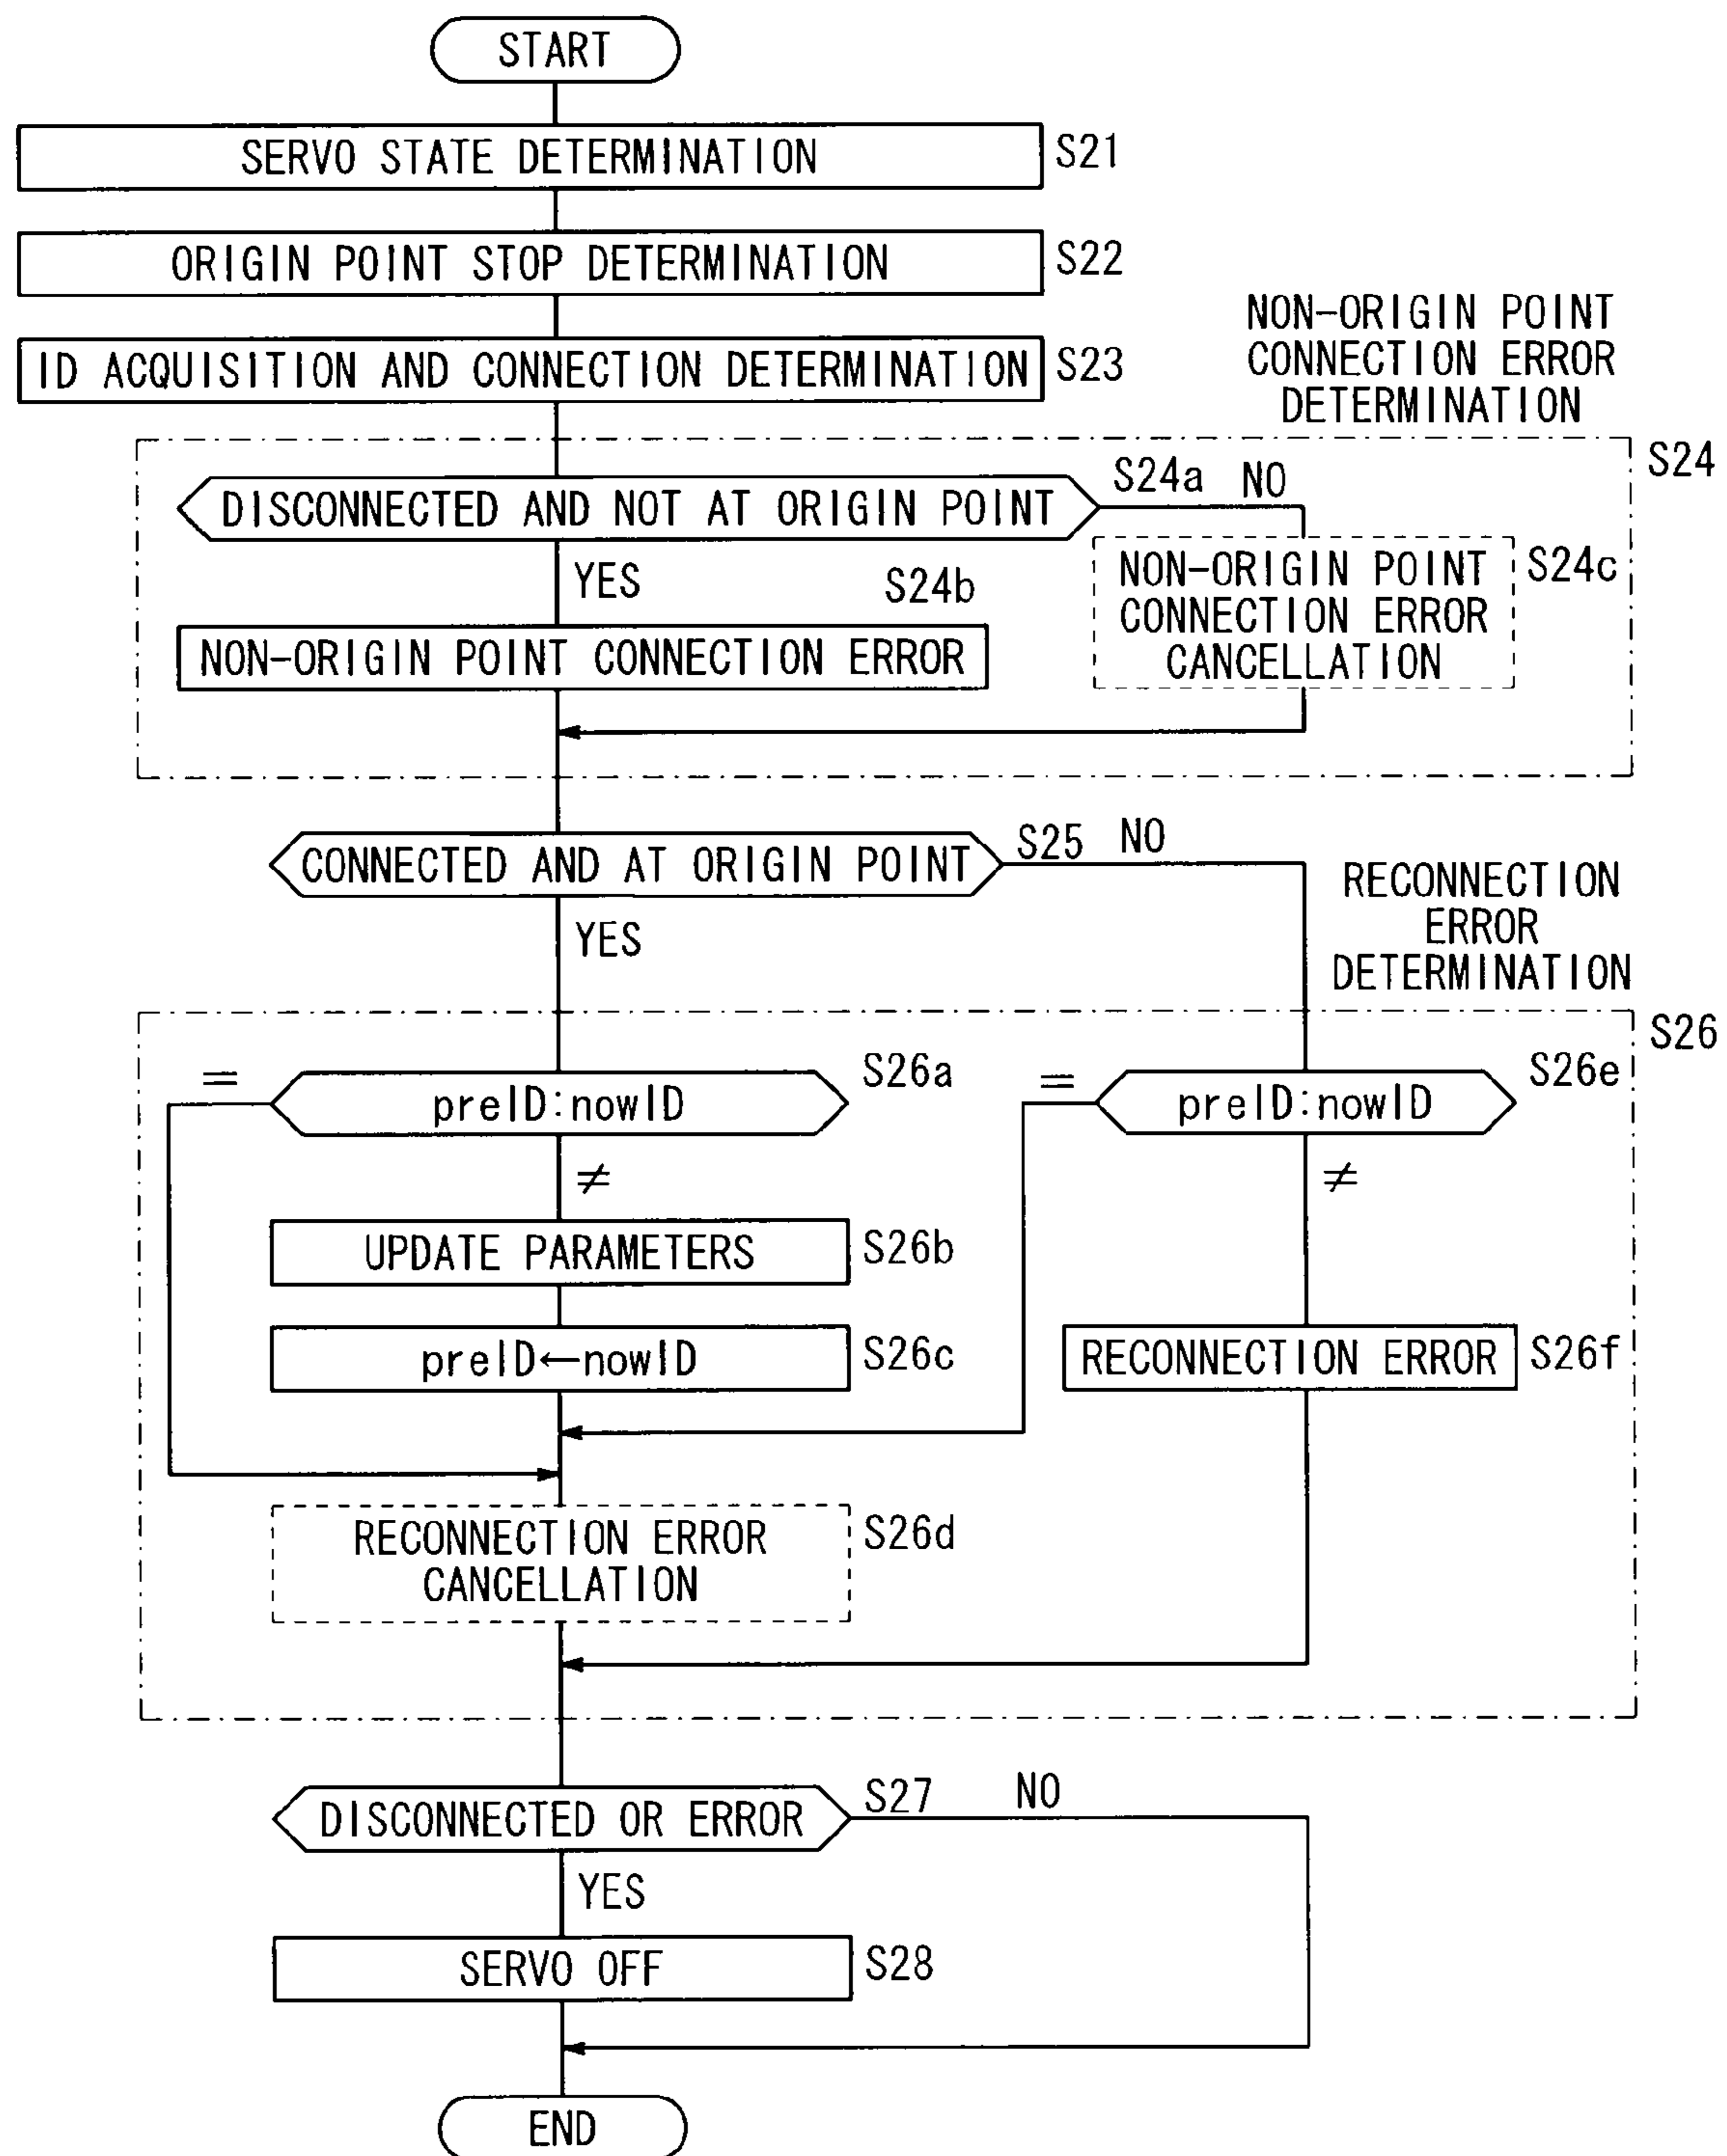 START
SERVO STATE DETERMINATION
S21
ORIGIN POINT STOP DETERMINATION
S22
ID ACQUISITION AND CONNECTION DETERMINATION
S23
NON-ORIGIN POINT
CONNECTION ERROR
DETERMINATION
S24
DISCONNECTED AND NOT AT ORIGIN POINT
S24a
NO
YES
S24b
NON-ORIGIN POINT CONNECTION ERROR
NON-ORIGIN POINT
CONNECTION ERROR
CANCELLATION
S24c
CONNECTED AND AT ORIGIN POINT
S25
NO
YES
RECONNECTION
ERROR
DETERMINATION
S26
=
preID:nowID
S26a
≠
=
preID:nowID
S26e
≠
UPDATE PARAMETERS
S26b
preID←nowID
S26c
RECONNECTION ERROR
S26f
RECONNECTION ERROR
CANCELLATION
S26d
DISCONNECTED OR ERROR
S27
NO
YES
SERVO OFF
S28
END